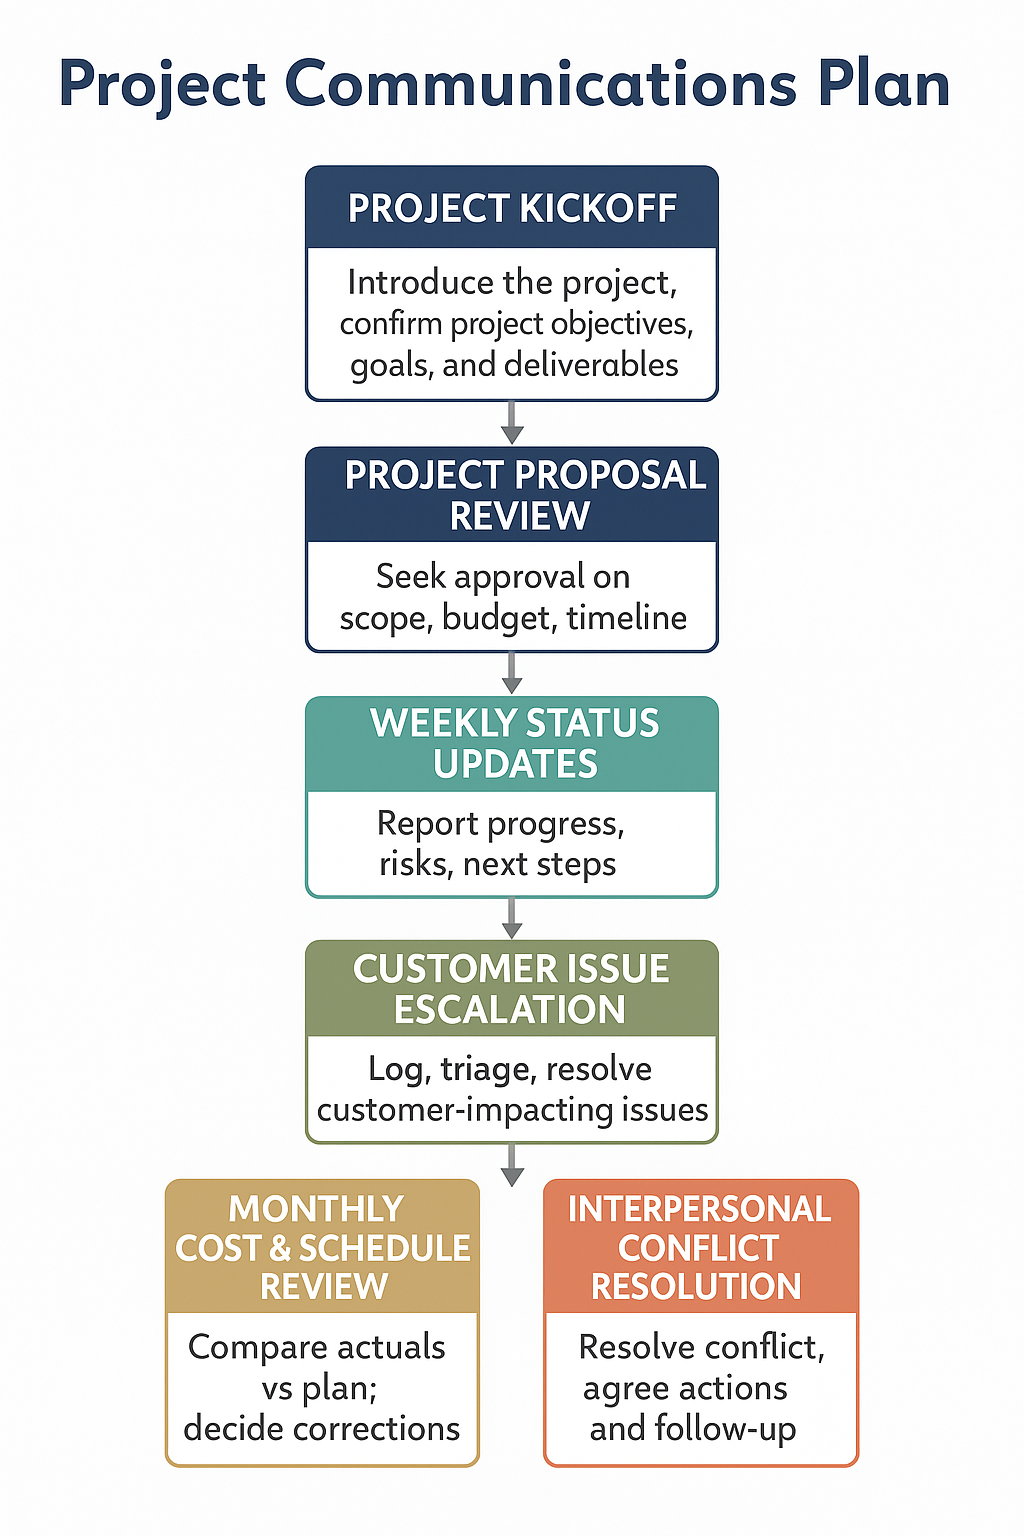 Project Communications Plan
PROJECT KICKOFF
Introduce the project,
confirm project objectives,
goals, and deliverables
PROJECT PROPOSAL
REVIEW
Seek approval on
scope, budget, timeline
WEEKLY STATUS
UPDATES
Report progress,
risks, next steps
CUSTOMER ISSUE
ESCALATION
Log, triage, resolve
customer-impacting issues
MONTHLY
COST & SCHEDULE
REVIEW
Compare actuals
vs plan;
decide corrections
INTERPERSONAL
CONFLICT
RESOLUTION
Resolve conflict,
agree actions
and follow-up